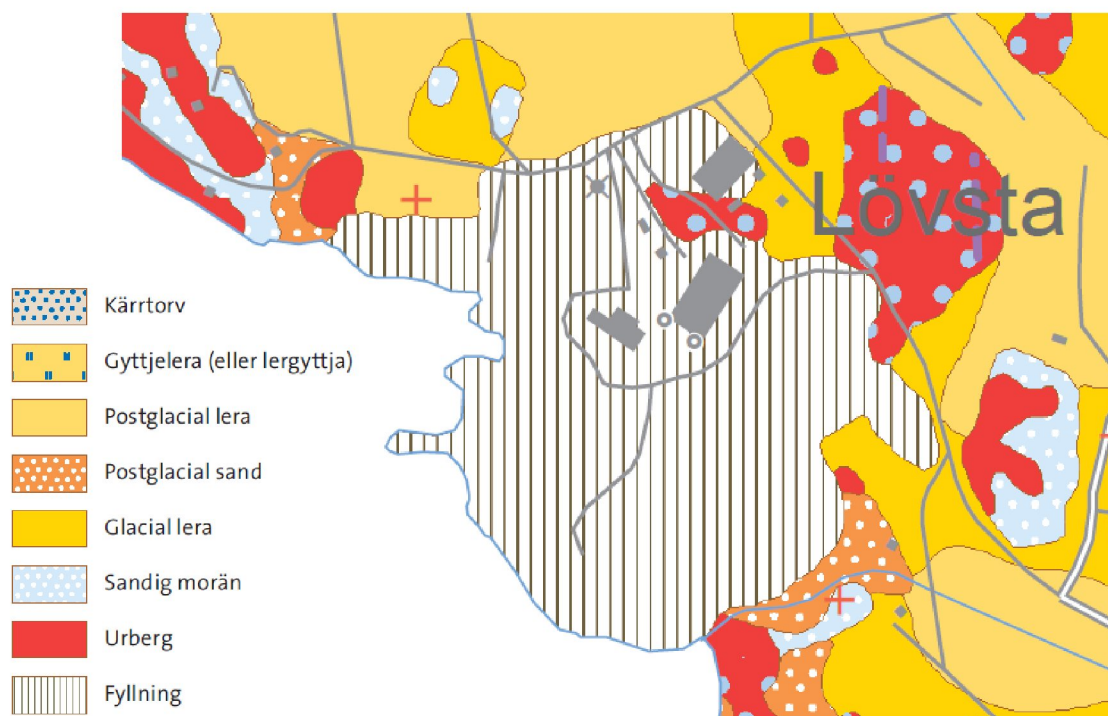 Lövsta
Kärrtorv
Gyttjelera (eller lergyttja)
Postglacial lera
Postglacial sand
Glacial lera
Sandig morän
Urberg
Fyllning